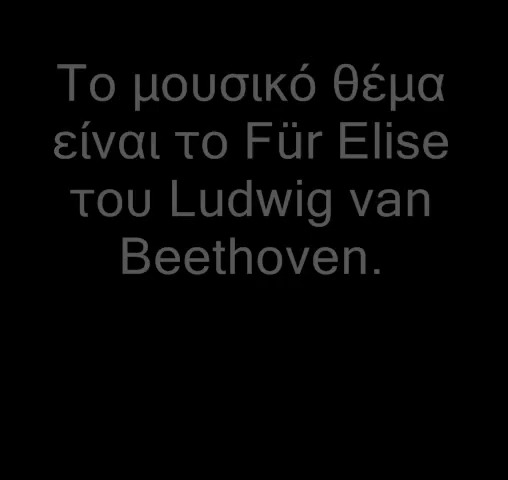 Το μουσικό θέμα
είναι το Für Elise
του Ludwig van
Beethoven.